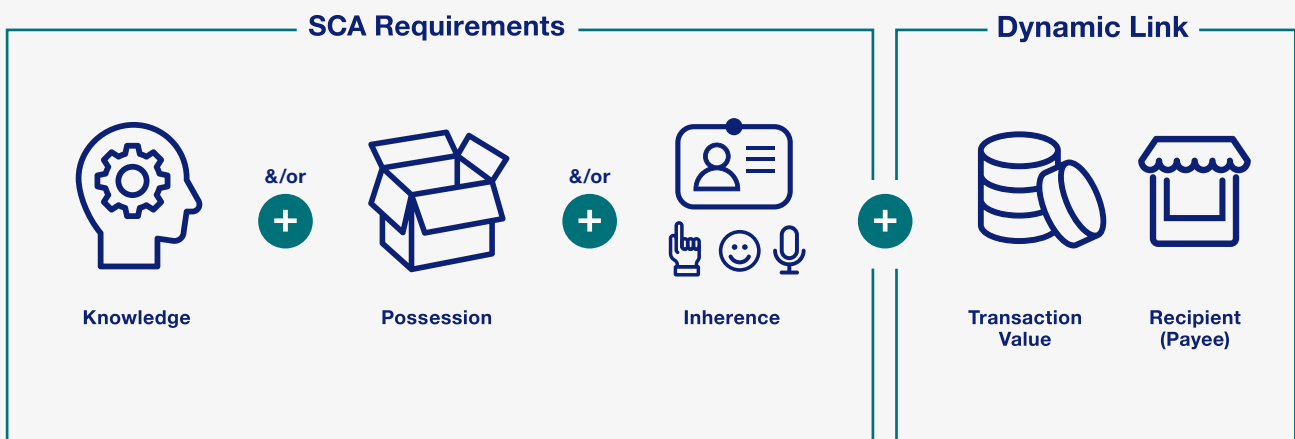 SCA Requirements
Dynamic Link
&/or
&/or
Knowledge
Possession
Inherence
Transaction
Value
Recipient
(Payee)